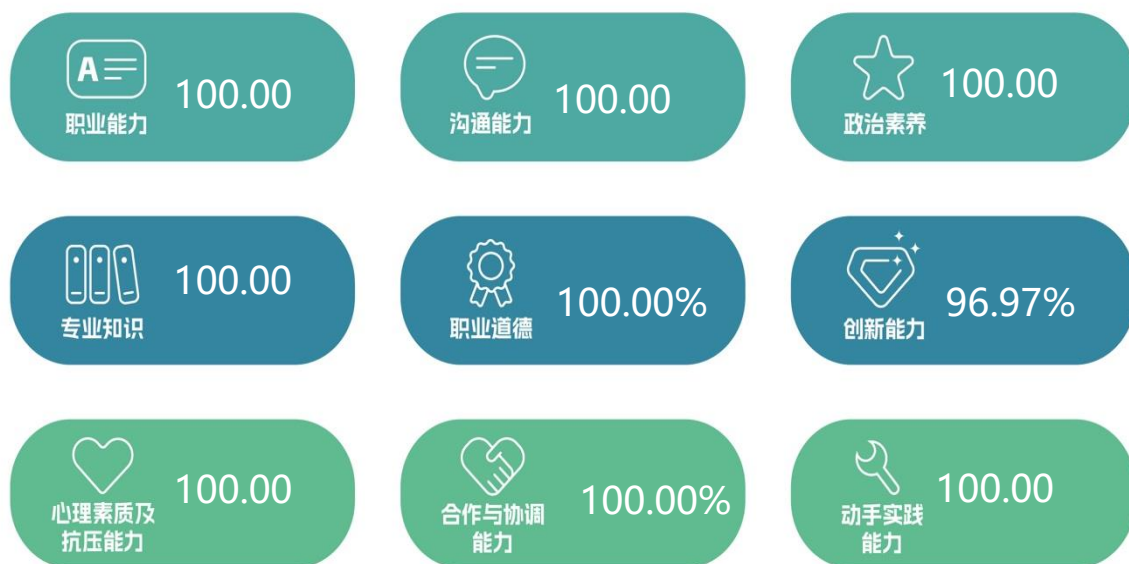 A
100.00
职业能力
100.00
沟通能力
100.00
政治素养
100.00
专业知识
100.00%
职业道德
96.97%
创新能力
100.00
心理素质及
抗压能力
100.00%
合作与协调
能力
100.00
动手实践
能力